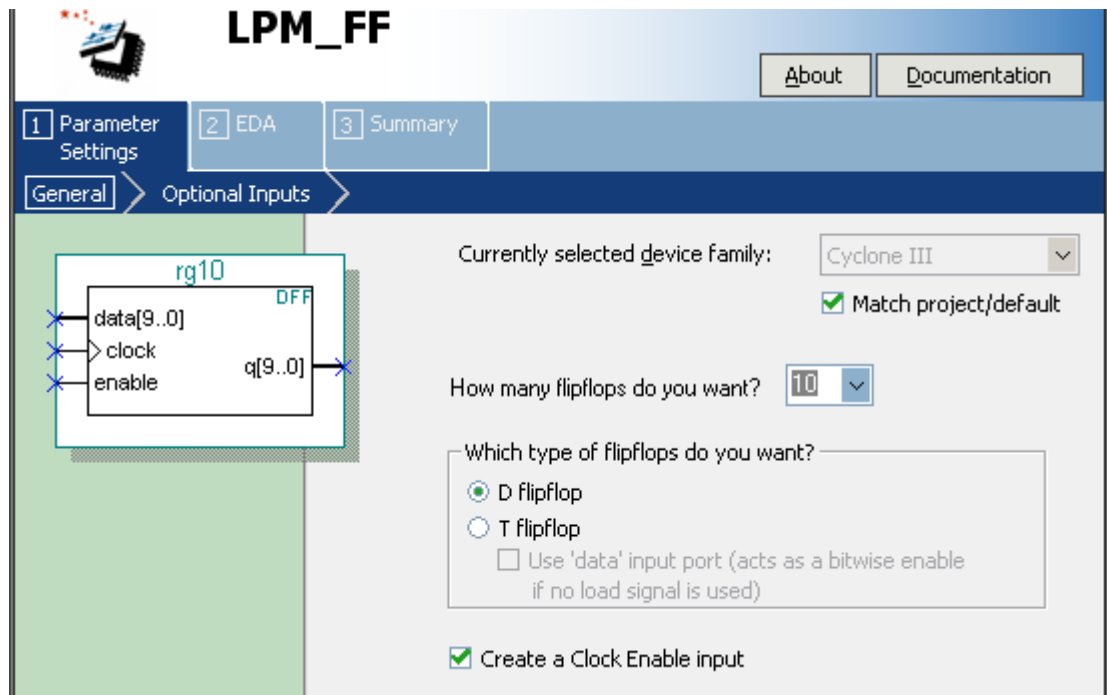 LPM_FF
About
Documentation
1 Parameter Settings
2 EDA
3 Summary
General
Optional Inputs
rg10
DFF
data[9..0]
clock
enable
q[9..0]
Currently selected device family:
Cyclone III
Match project/default
How many flipflops do you want?
10
Which type of flipflops do you want?
D flipflop
T flipflop
Use 'data' input port (acts as a bitwise enable
if no load signal is used)
Create a Clock Enable input